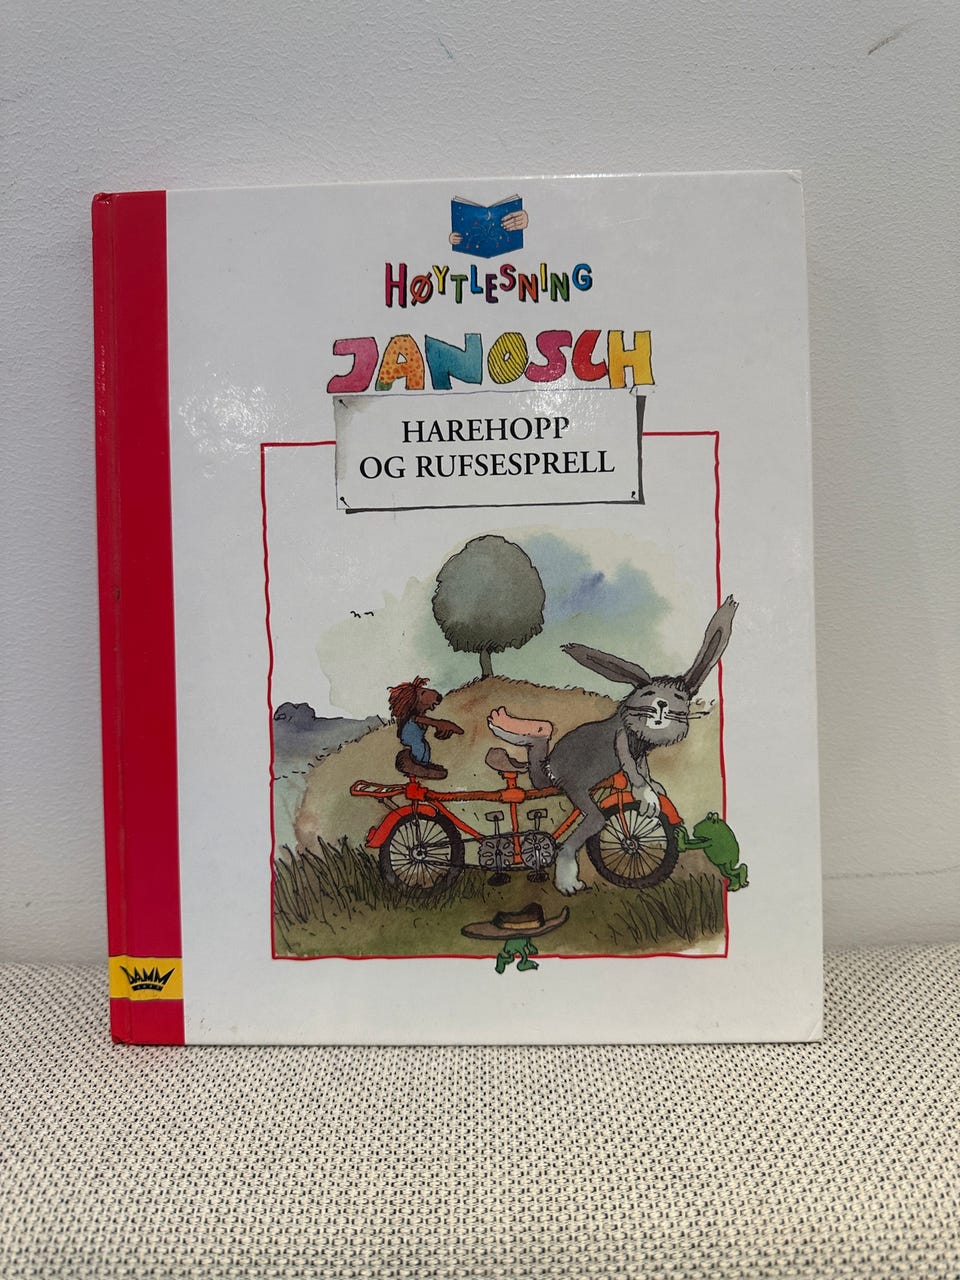 HØYTLESNING
JANOSCH
HAREHOPP
OG RUFSESPRELL
DAMM